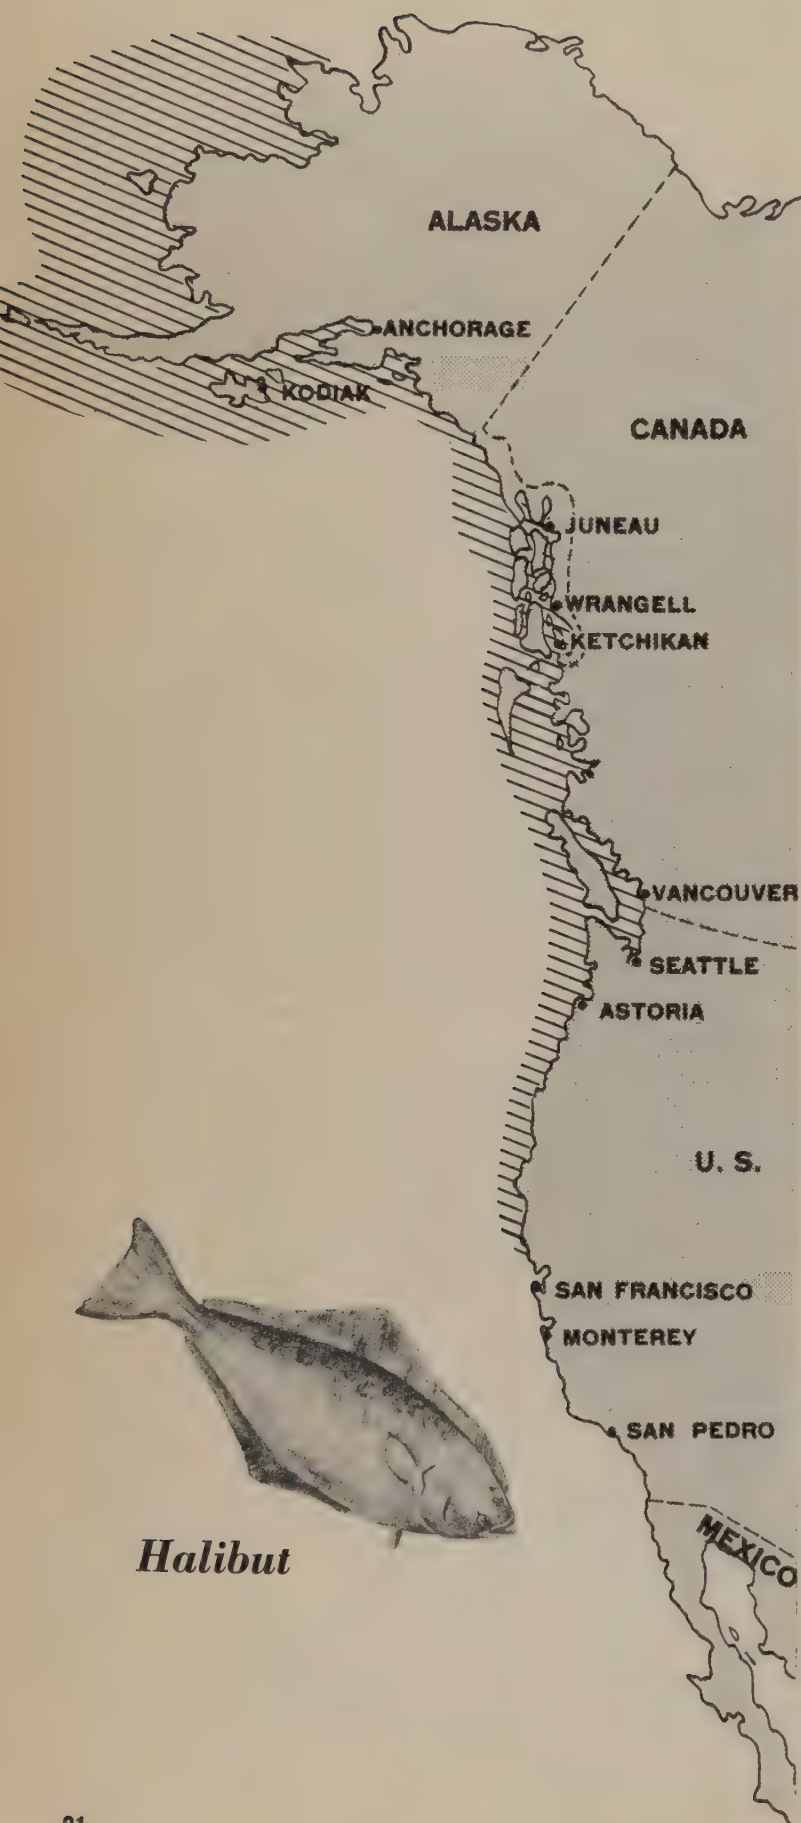 ALASKA
ANCHORAGE
KODIAK
CANADA
JUNEAU
WRANGELL
KETCHIKAN
VANCOUVER
SEATTLE
ASTORIA
U. S.
SAN FRANCISCO
MONTEREY
SAN PEDRO
MEXICO
Halibut